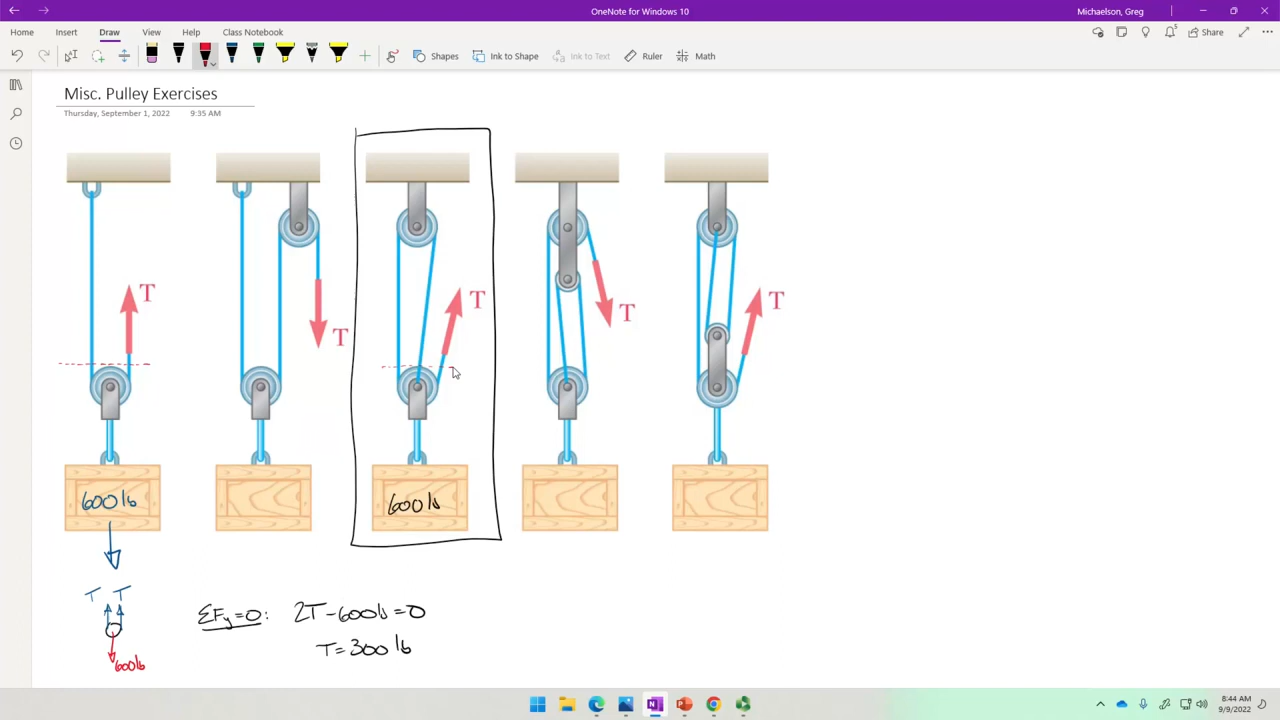 OneNote for Windows 10
Michaelson, Greg
Home Insert Draw View Help Class Notebook
Share
Shapes Ink to Shape Ink to Text Ruler Math
Misc. Pulley Exercises
Thursday, September 1, 2022 9:35 AM
T
T
T
T
T
600 lb
600 lb
T T
600 lb
ΣFy=0: 2T-600lb=0
T=300 lb
8:44 AM
9/9/2022